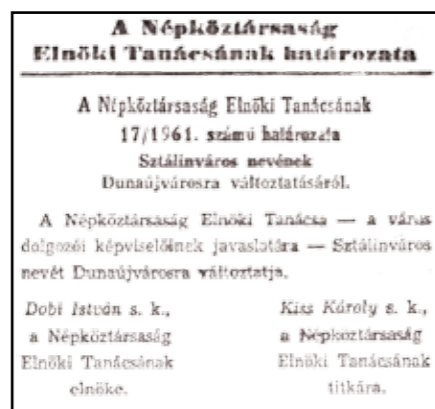 A Népköztársaság
Elnöki Tanácsának határozata
A Népköztársaság Elnöki Tanácsának
17/1961. számú határozata
Sztálinváros nevének
Dunaújvárosra változtatásáról.
A Népköztársaság Elnöki Tanácsa — a város
dolgozói képviselőinek javaslatára — Sztálinváros
nevét Dunaújvárosra változtatja.
Dobi István s. k.,
a Népköztársaság
Elnöki Tanácsának
elnöke.
Kiss Károly s. k.,
a Népköztársaság
Elnöki Tanácsának
titkára.